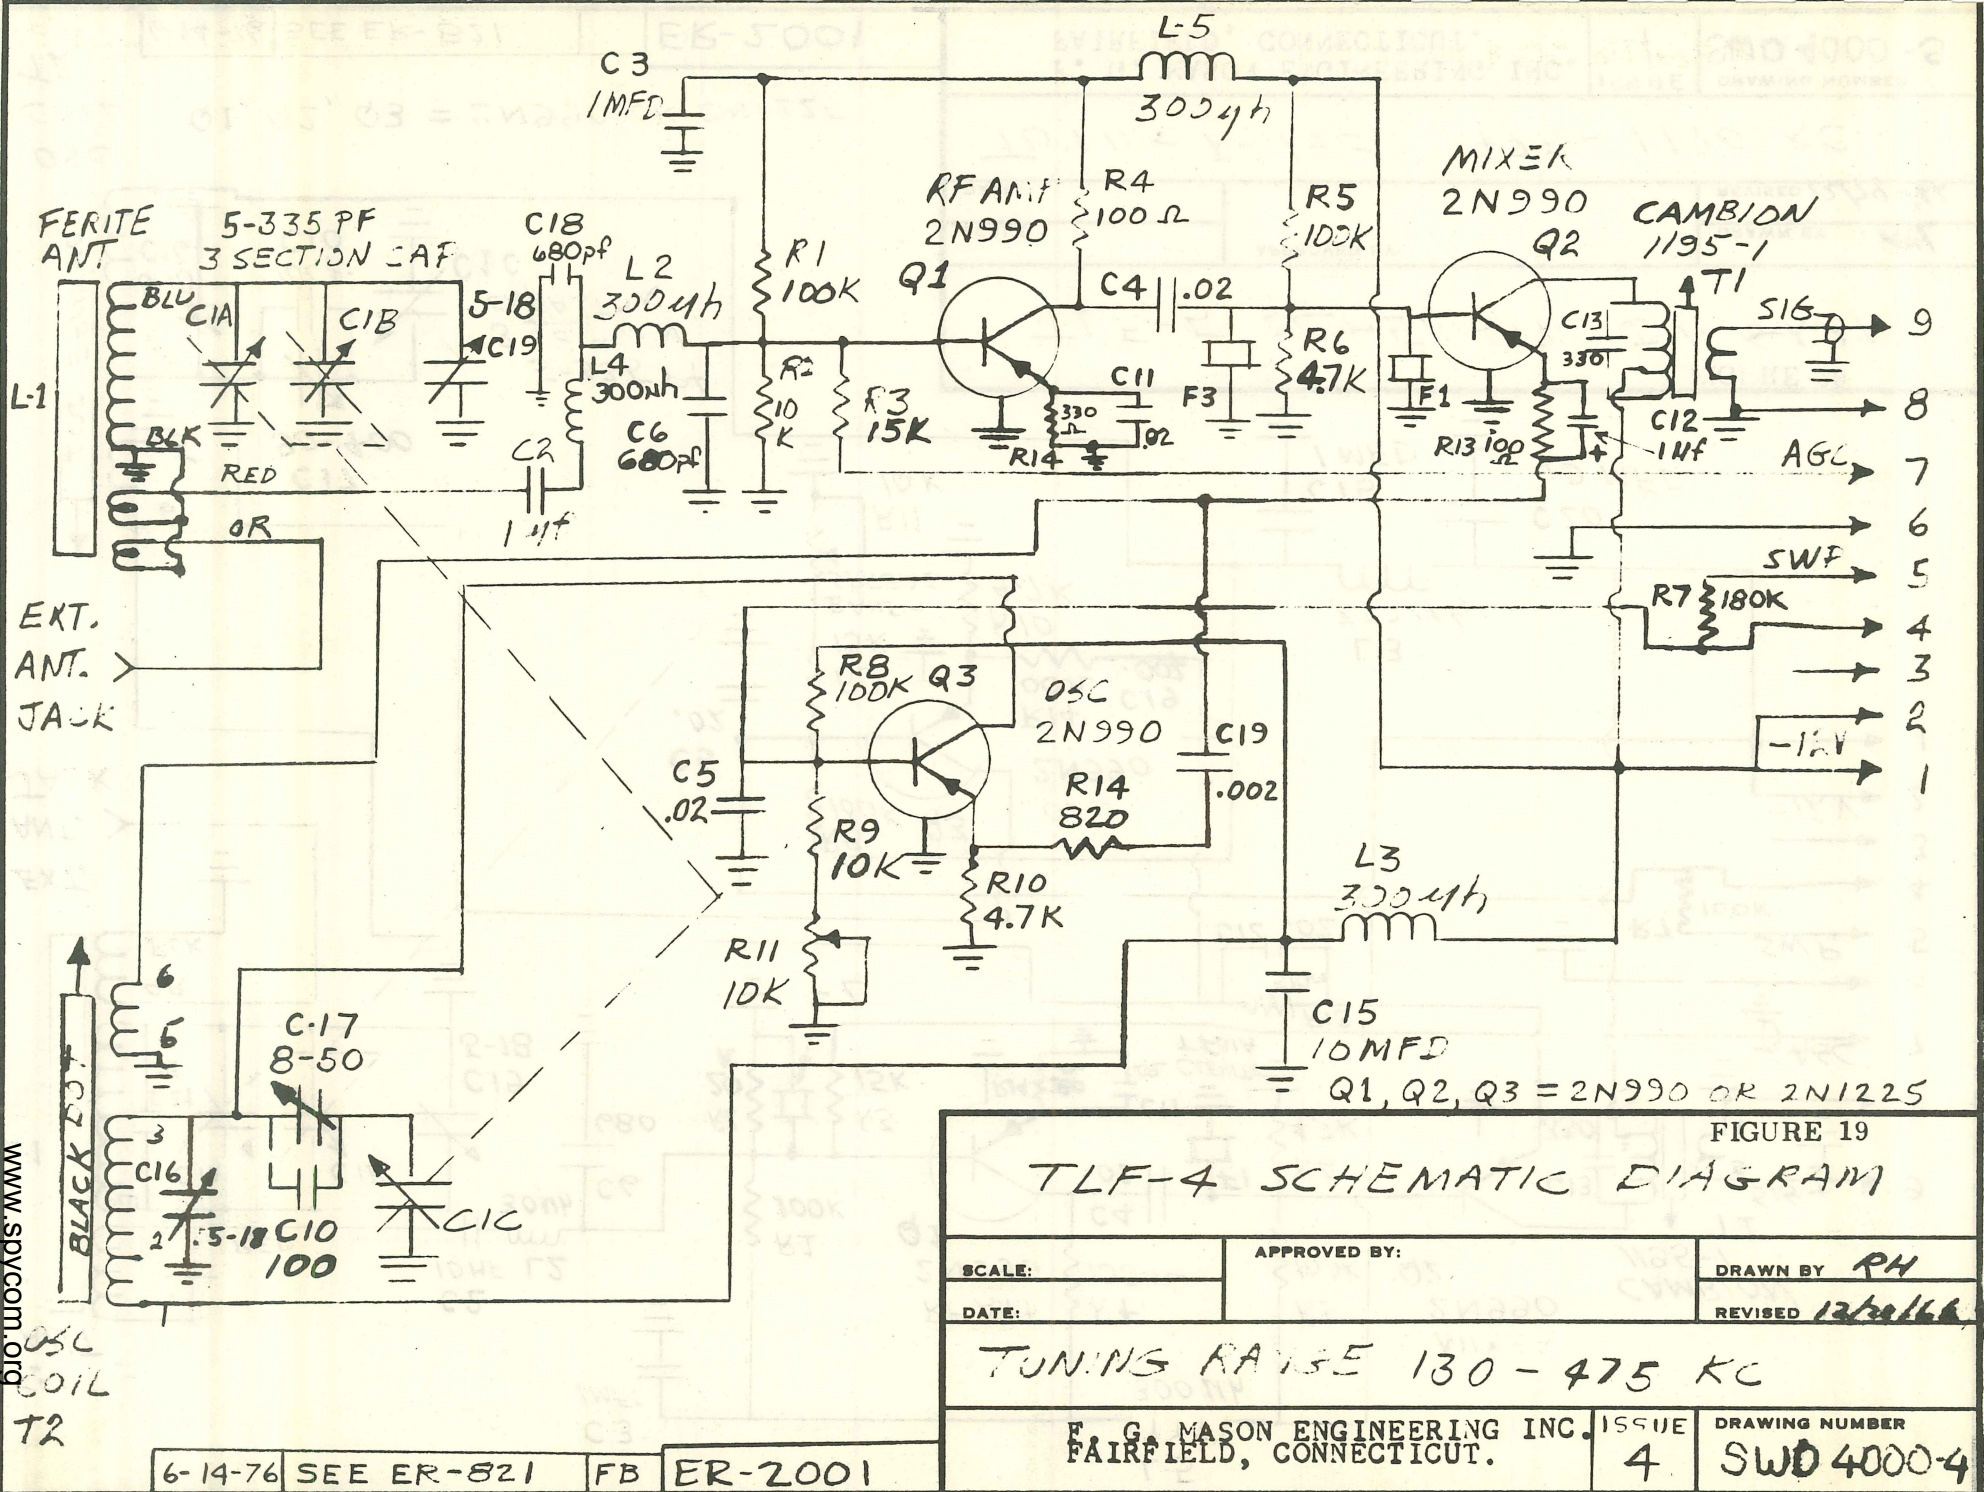 L-5
300μh
C3
1MFD
MIXER
2N990
Q2
CAMBION
1195-1
T1
RF AMP
2N990
Q1
R4
100Ω
R5
100K
FERITE
ANT
5-335 PF
3 SECTION CAP
C18
680pf
L2
300μh
R1
100K
C4
.02
C13
330
SIG
9
BLU
C1A
C1B
5-18
C19
L-1
L4
300μh
R2
10
K
R3
15K
C11
.02
330
Ω
R14
F3
R6
4.7K
F1
R13 100
Ω
C12
1μf
+
8
C6
680pf
BLK
RED
C2
1μf
OR
AGC
7
6
SWP
5
R7
180K
4
3
2
-12V
1
EXT.
ANT.
JACK
R8
100K
Q3
OSC
2N990
C19
.002
C5
.02
R14
820
R9
10K
R10
4.7K
L3
300μh
R11
10K
C15
10MFD
6
5
C-17
8-50
BLACK DOT
3
C16
2
.5-18
C10
100
C1C
OSC
COIL
T2
Q1, Q2, Q3 = 2N990 OR 2N1225
FIGURE 19
TLF-4 SCHEMATIC DIAGRAM
SCALE:
APPROVED BY:
DRAWN BY RH
DATE:
REVISED 12/20/66
TUNING RANGE 130-475 KC
F. G. MASON ENGINEERING INC.
FAIRFIELD, CONNECTICUT.
ISSUE
4
DRAWING NUMBER
SWD 4000-4
6-14-76 SEE ER-821 FB ER-2001
www.spycom.org